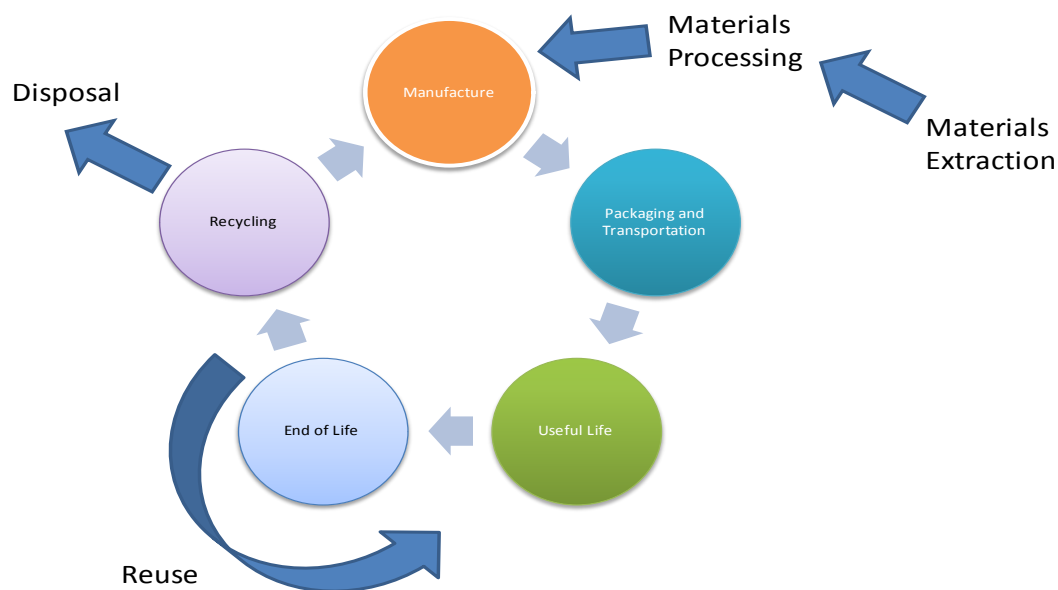 Materials
Processing
Manufacture
Disposal
Materials
Extraction
Recycling
Packaging and
Transportation
End of Life
Useful Life
Reuse